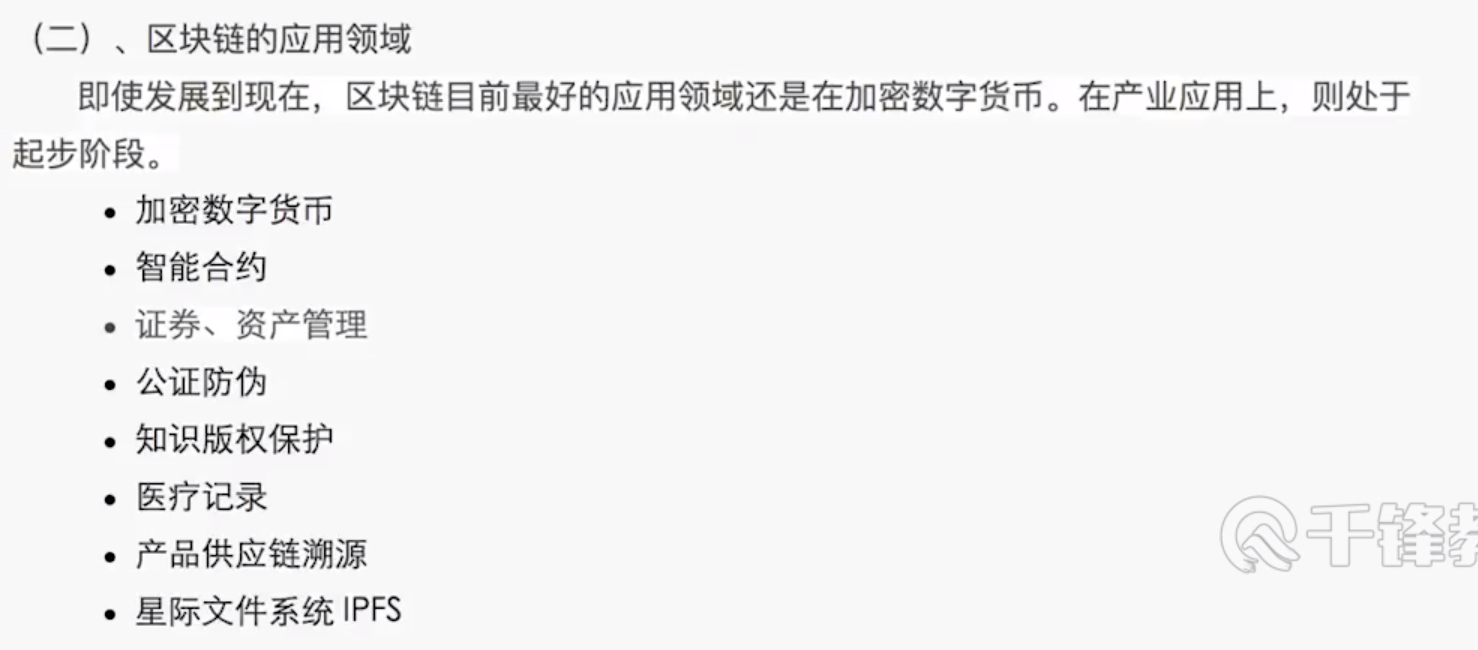 （二）、区块链的应用领域
即使发展到现在，区块链目前最好的应用领域还是在加密数字货币。在产业应用上，则处于
起步阶段。
• 加密数字货币
• 智能合约
• 证券、资产管理
• 公证防伪
• 知识版权保护
• 医疗记录
• 产品供应链溯源
• 星际文件系统 IPFS
千锋